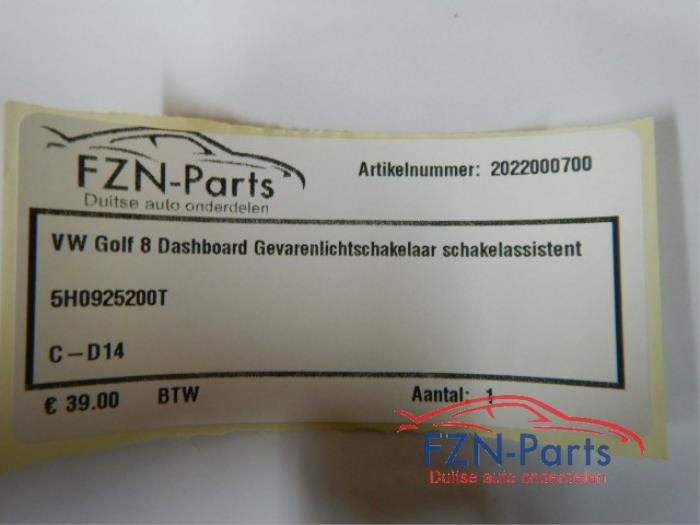 FZN-Parts
Duitse auto onderdelen
Artikelnummer: 2022000700
VW Golf 8 Dashboard Gevarenlichtschakelaar schakelassistent
5H0925200T
C-D14
€ 39.00 BTW Aantal: 1
FZN-Parts
Duitse auto onderdelen